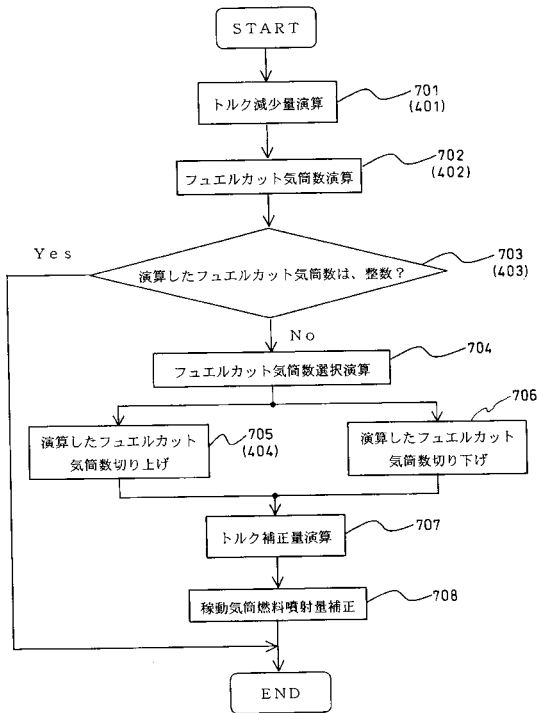 START
トルク減少量演算
701
(401)
フュエルカット気筒数演算
702
(402)
Yes
演算したフュエルカット気筒数は、整数？
703
(403)
No
フュエルカット気筒数選択演算
704
演算したフュエルカット
気筒数切り上げ
705
(404)
演算したフュエルカット
気筒数切り下げ
706
トルク補正量演算
707
稼動気筒燃料噴射量補正
708
END